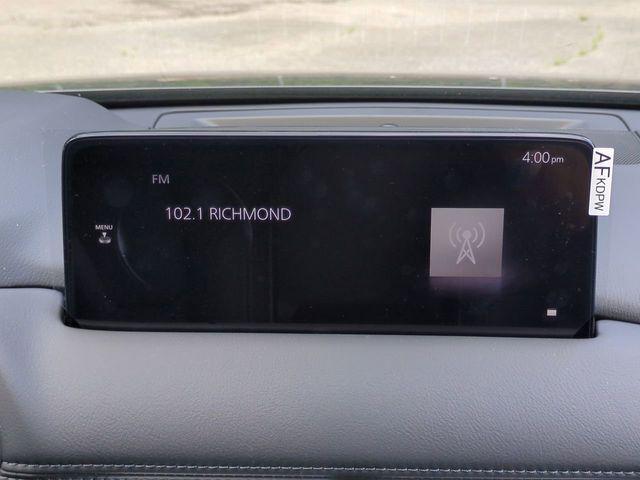 4:00pm
FM
102.1 RICHMOND
MENU
AF KDPW